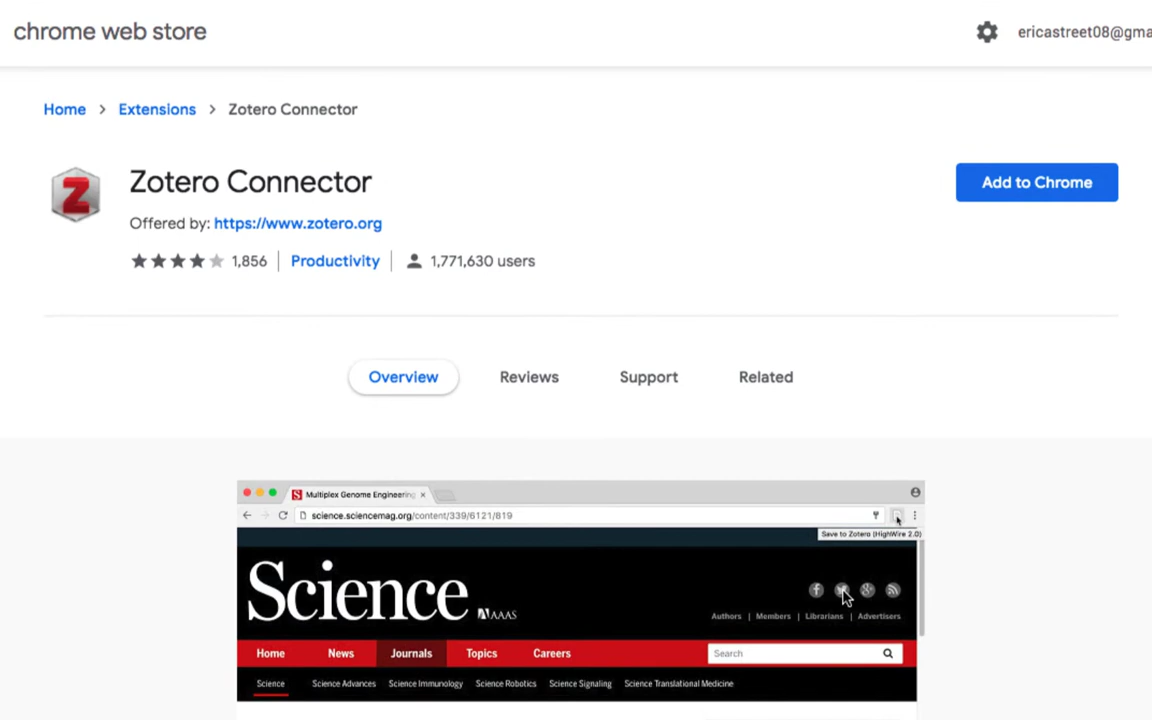 chrome web store
ericastreet08@gma
Home > Extensions > Zotero Connector
Z
Zotero Connector
Add to Chrome
Offered by: https://www.zotero.org
1,856 | Productivity | 1,771,630 users
Overview Reviews Support Related
S Multiplex Genome Engineering ×
science.sciencemag.org/content/339/6121/819
Save to Zotero (HighWire 2.0)
Science AAAS
Authors | Members | Librarians | Advertisers
Home News Journals Topics Careers Search
Science Science Advances Science Immunology Science Robotics Science Signaling Science Translational Medicine